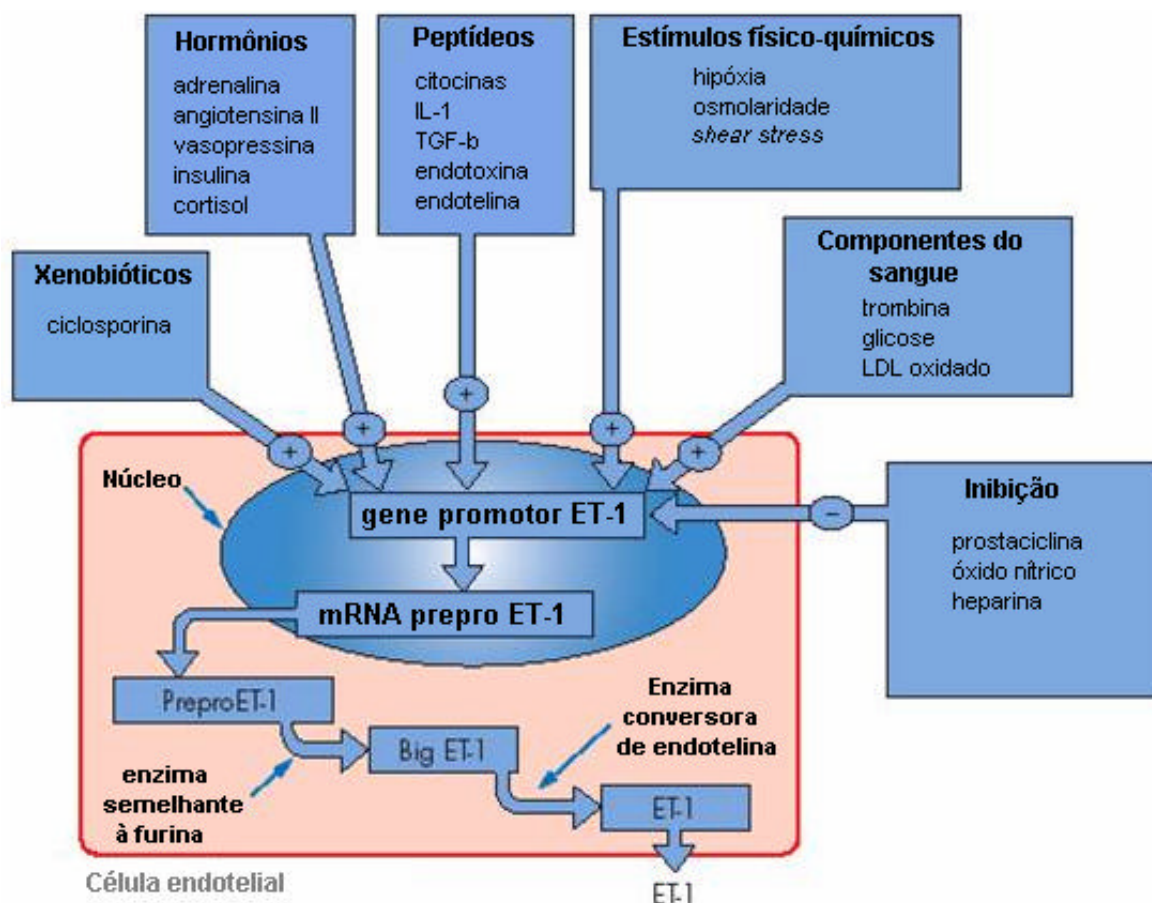 Hormônios
adrenalina
angiotensina II
vasopressina
insulina
cortisol
Peptídeos
citocinas
IL-1
TGF-b
endotoxina
endotelina
Estímulos físico-químicos
hipóxia
osmolaridade
shear stress
Xenobióticos
ciclosporina
Componentes do
sangue
trombina
glicose
LDL oxidado
+
+
+
+
+
Núcleo
gene promotor ET-1
−
Inibição
prostaciclina
óxido nítrico
heparina
mRNA prepro ET-1
PreproET-1
enzima
semelhante
à furina
Big ET-1
Enzima
conversora
de endotelina
ET-1
ET-1
Célula endotelial